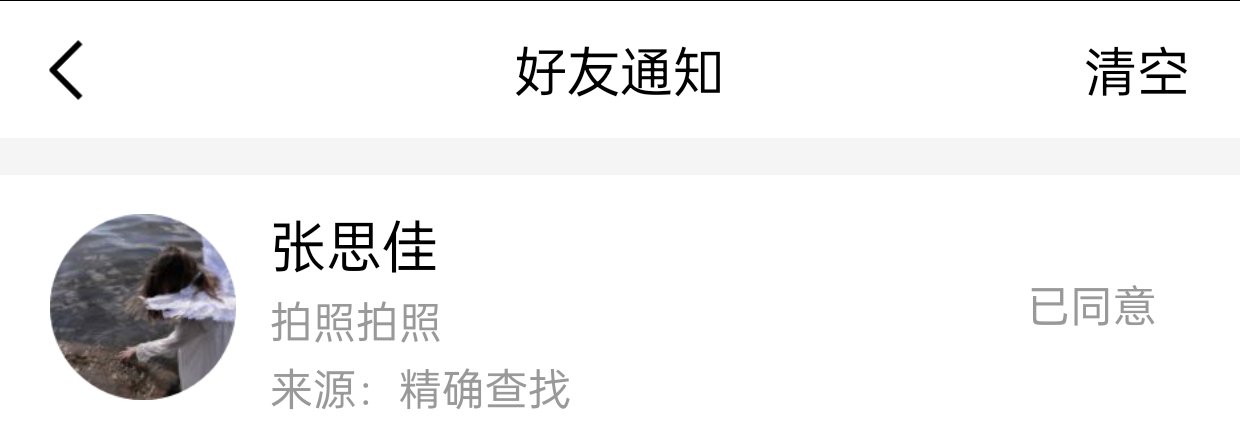 好友通知
清空
张思佳
拍照拍照
已同意
来源：精确查找